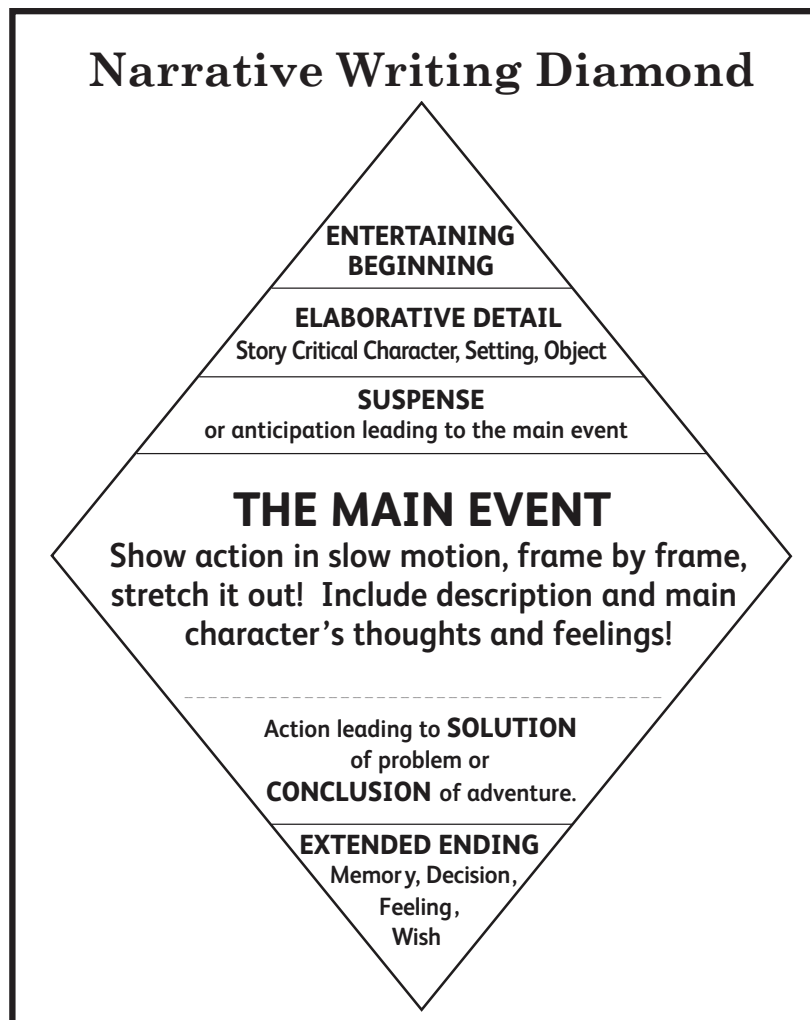 Narrative Writing Diamond
ENTERTAINING
BEGINNING
ELABORATIVE DETAIL
Story Critical Character, Setting, Object
SUSPENSE
or anticipation leading to the main event
THE MAIN EVENT
Show action in slow motion, frame by frame,
stretch it out! Include description and main
character's thoughts and feelings!
Action leading to SOLUTION
of problem or
CONCLUSION of adventure.
EXTENDED ENDING
Memory, Decision,
Feeling,
Wish